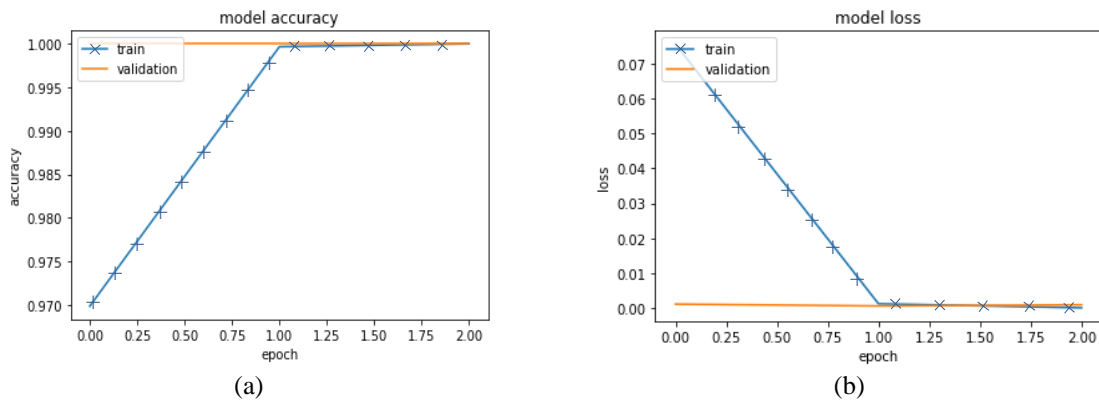 model accuracy
1.000
0.995
0.990
0.985
0.980
0.975
0.970
accuracy
train
validation
0.00 0.25 0.50 0.75 1.00 1.25 1.50 1.75 2.00
epoch
(a)
model loss
0.07
0.06
0.05
0.04
0.03
0.02
0.01
0.00
loss
train
validation
0.00 0.25 0.50 0.75 1.00 1.25 1.50 1.75 2.00
epoch
(b)